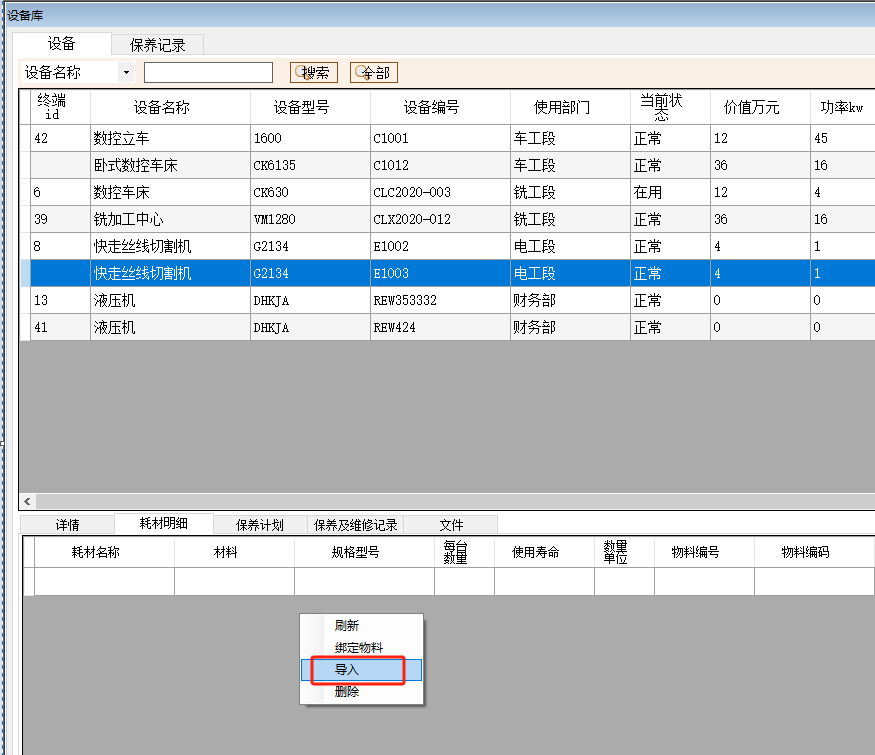 设备库
设备 保养记录
设备名称 搜索 全部
终端id 设备名称 设备型号 设备编号 使用部门 当前状态 价值万元 功率kw
42 数控立车 1600 C1001 车工段 正常 12 45
卧式数控车床 CK6135 C1012 车工段 正常 36 16
6 数控车床 CK630 CLC2020-003 铣工段 在用 12 4
39 铣加工中心 VM1280 CLX2020-012 铣工段 正常 36 16
8 快走丝线切割机 G2134 E1002 电工段 正常 4 1
快走丝线切割机 G2134 E1003 电工段 正常 4 1
13 液压机 DHKJA REW353332 财务部 正常 0 0
41 液压机 DHKJA REW424 财务部 正常 0 0
详情 耗材明细 保养计划 保养及维修记录 文件
耗材名称 材料 规格型号 每台数量 使用寿命 数量单位 物料编号 物料编码
刷新
绑定物料
导入
删除